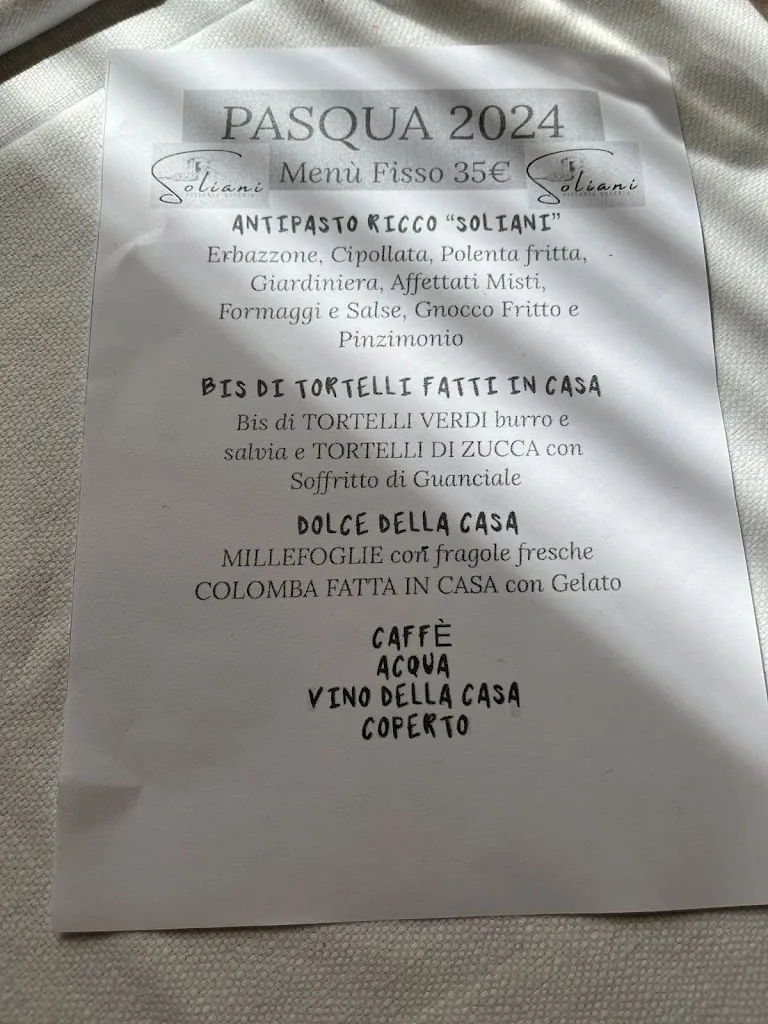 PASQUA 2024
Soliani Menù Fisso 35€ Soliani
PIZZERIA OSTERIA
ANTIPASTO RICCO “SOLIANI”
Erbazzone, Cipollata, Polenta fritta,
Giardiniera, Affettati Misti,
Formaggi e Salse, Gnocco Fritto e
Pinzimonio
BIS DI TORTELLI FATTI IN CASA
Bis di TORTELLI VERDI burro e
salvia e TORTELLI DI ZUCCA con
Soffritto di Guanciale
DOLCE DELLA CASA
MILLEFOGLIE con fragole fresche
COLOMBA FATTA IN CASA con Gelato
CAFFÈ
ACQUA
VINO DELLA CASA
COPERTO